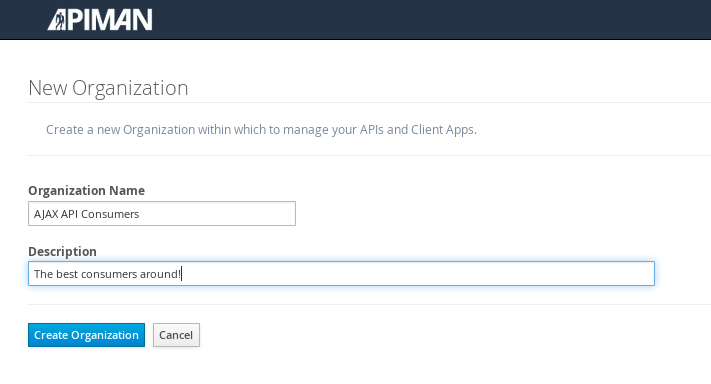 APIMAN
New Organization
Create a new Organization within which to manage your APIs and Client Apps.
Organization Name
AJAX API Consumers
Description
The best consumers around!
Create Organization Cancel